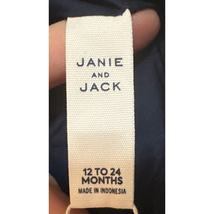 JANIE
AND
JACK
12 TO 24
MONTHS
MADE IN INDONESIA